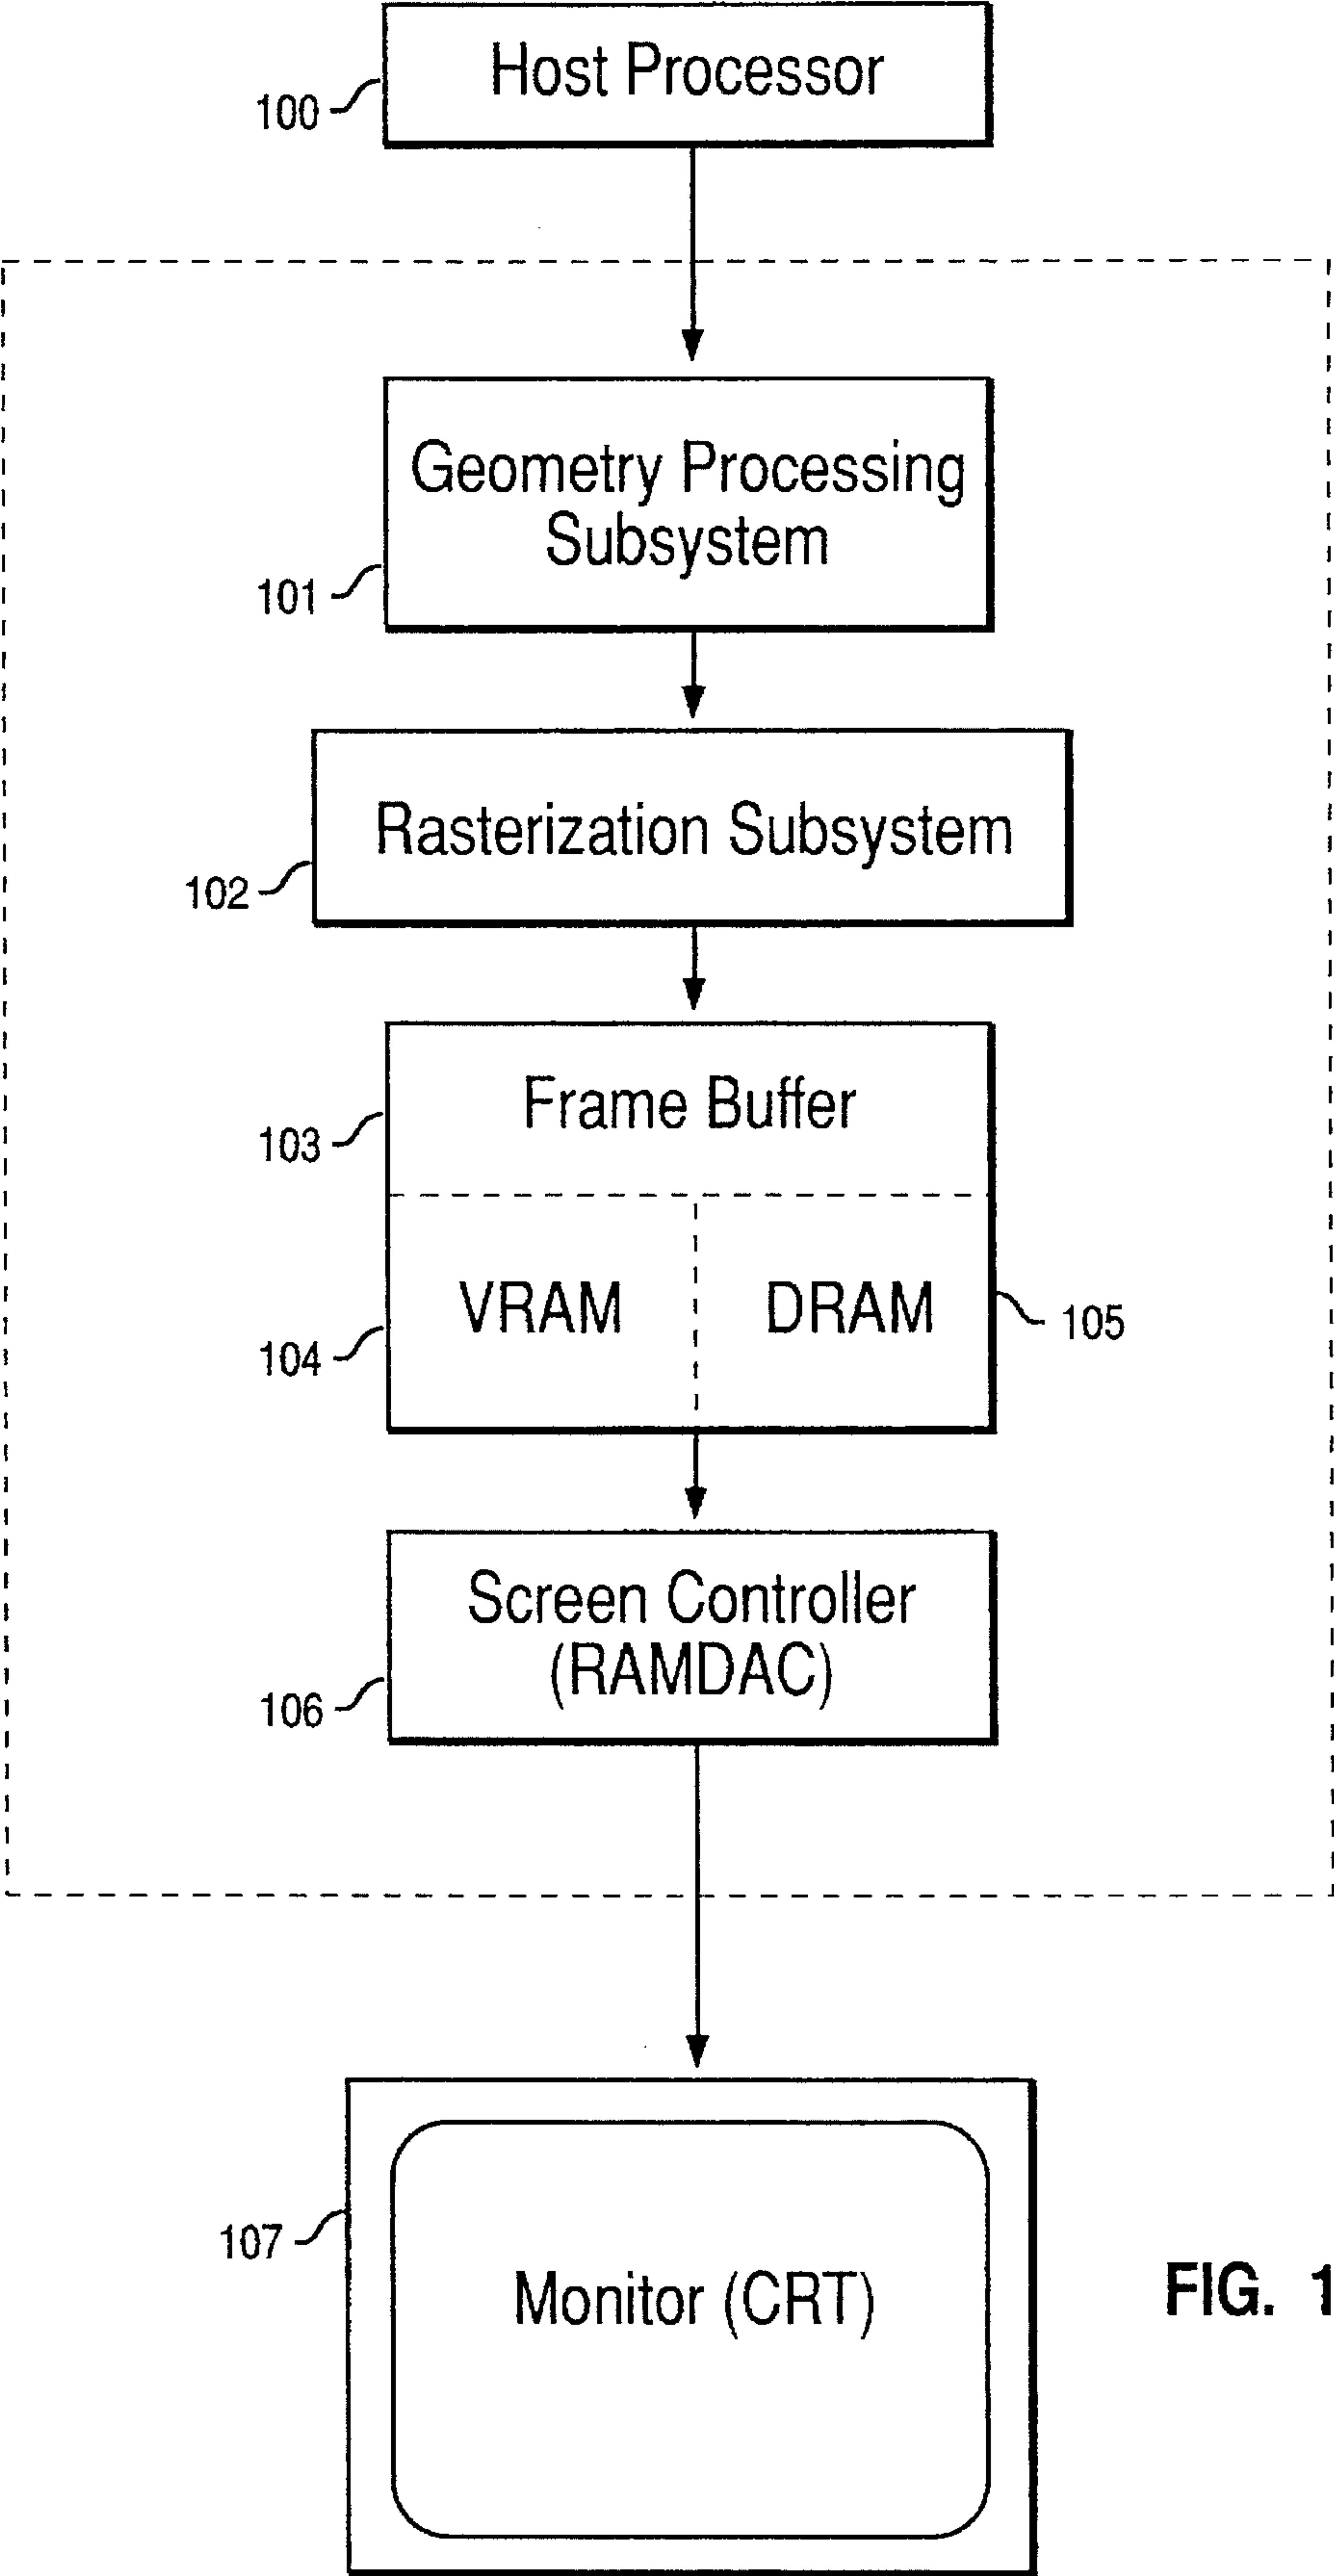 Host Processor
100
Geometry Processing
Subsystem
101
Rasterization Subsystem
102
Frame Buffer
103
VRAM
DRAM
104
105
Screen Controller
(RAMDAC)
106
107
Monitor (CRT)
FIG. 1